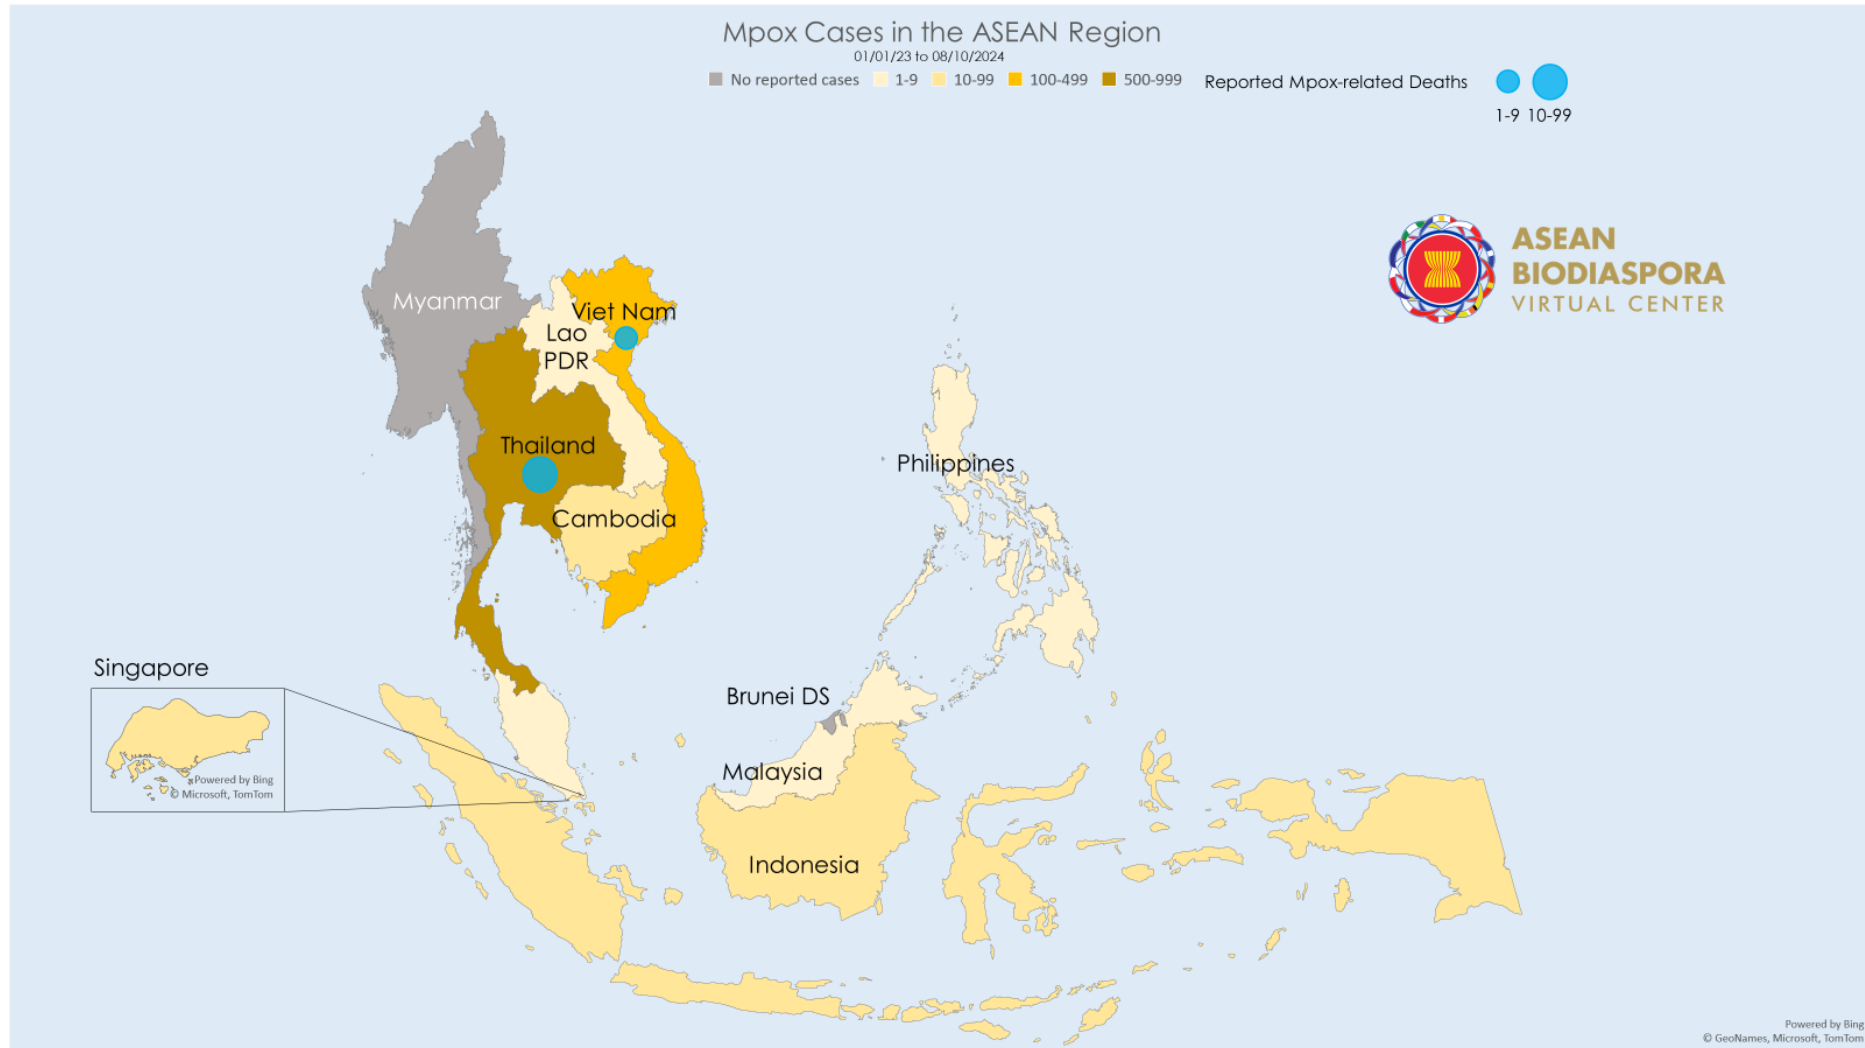 Mpox Cases in the ASEAN Region
01/01/23 to 08/10/2024
No reported cases 1-9 10-99 100-499 500-999 Reported Mpox-related Deaths
1-9 10-99
ASEAN
BIODIASPORA
VIRTUAL CENTER
Myanmar
Viet Nam
Lao
PDR
Thailand
Philippines
Cambodia
Singapore
Brunei DS
Malaysia
Powered by Bing
© Microsoft, TomTom
Indonesia
Powered by Bing
© GeoNames, Microsoft, TomTom